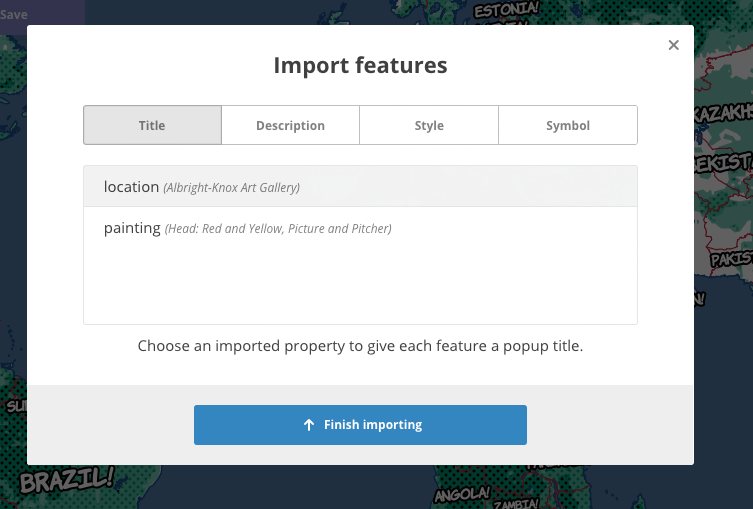 Save
ESTONIA!
Import features
Title Description Style Symbol
location (Albright-Knox Art Gallery)
painting (Head: Red and Yellow, Picture and Pitcher)
Choose an imported property to give each feature a popup title.
Finish importing
BRAZIL!
ANGOLA!
ZAMBIA!